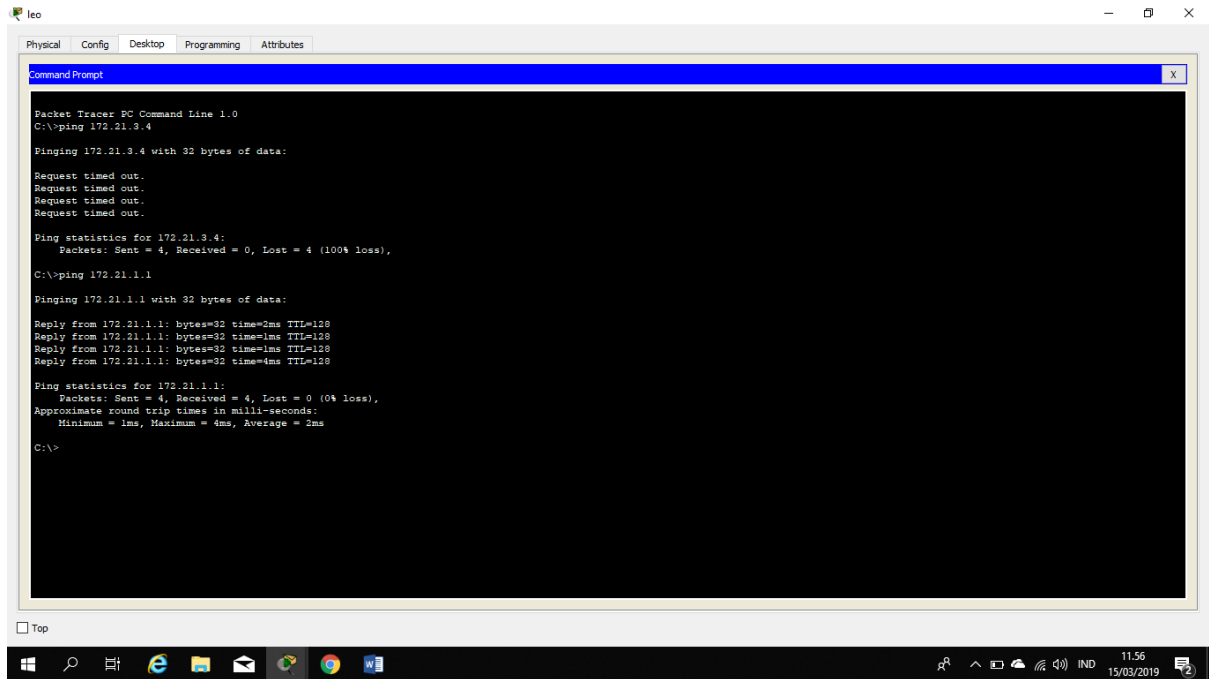 leo
Physical Config Desktop Programming Attributes
Command Prompt
X
Packet Tracer PC Command Line 1.0
C:\>ping 172.21.3.4
Pinging 172.21.3.4 with 32 bytes of data:
Request timed out.
Request timed out.
Request timed out.
Request timed out.
Ping statistics for 172.21.3.4:
Packets: Sent = 4, Received = 0, Lost = 4 (100% loss),
C:\>ping 172.21.1.1
Pinging 172.21.1.1 with 32 bytes of data:
Reply from 172.21.1.1: bytes=32 time=2ms TTL=128
Reply from 172.21.1.1: bytes=32 time=1ms TTL=128
Reply from 172.21.1.1: bytes=32 time=1ms TTL=128
Reply from 172.21.1.1: bytes=32 time=4ms TTL=128
Ping statistics for 172.21.1.1:
Packets: Sent = 4, Received = 4, Lost = 0 (0% loss),
Approximate round trip times in milli-seconds:
Minimum = 1ms, Maximum = 4ms, Average = 2ms
C:\>
Top
IND
11.56
15/03/2019
2